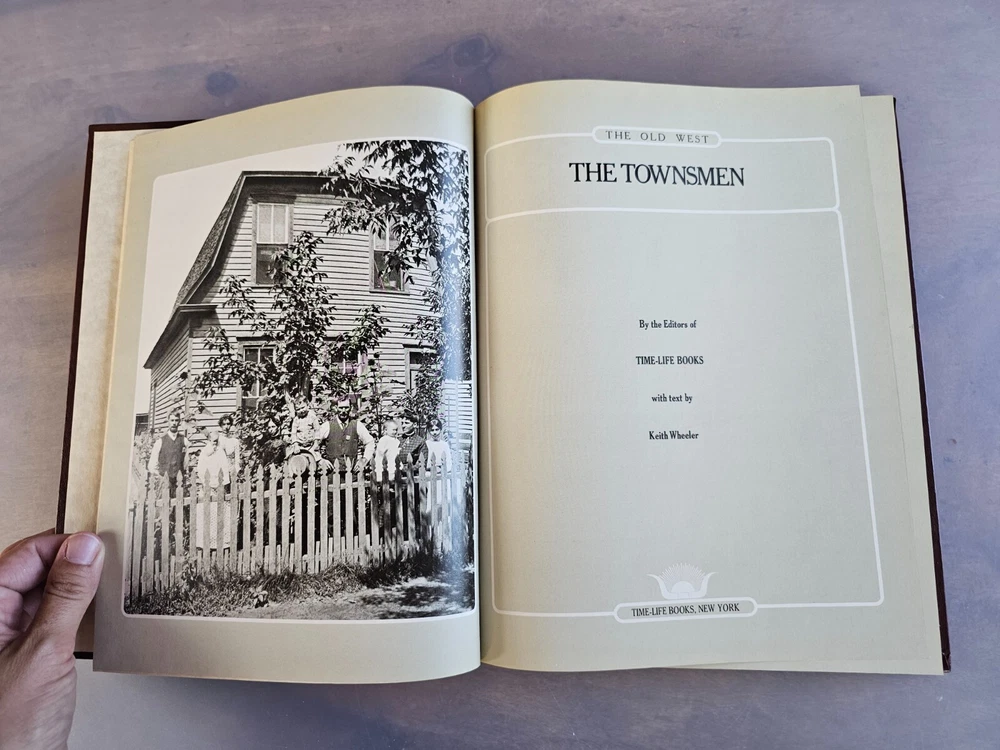 THE OLD WEST
THE TOWNSMEN
By the Editors of
TIME-LIFE BOOKS
with text by
Keith Wheeler
TIME-LIFE BOOKS, NEW YORK